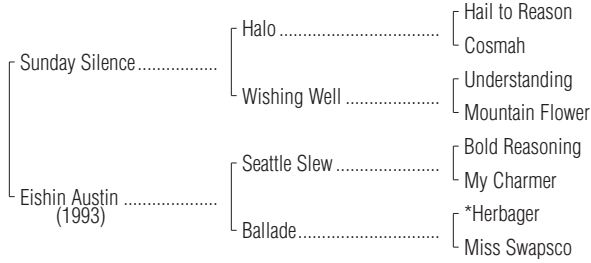 Hail to Reason
Halo
Cosmah
Sunday Silence
Understanding
Wishing Well
Mountain Flower
Bold Reasoning
Seattle Slew
My Charmer
Eishin Austin
(1993)
*Herbager
Ballade
Miss Swapsco